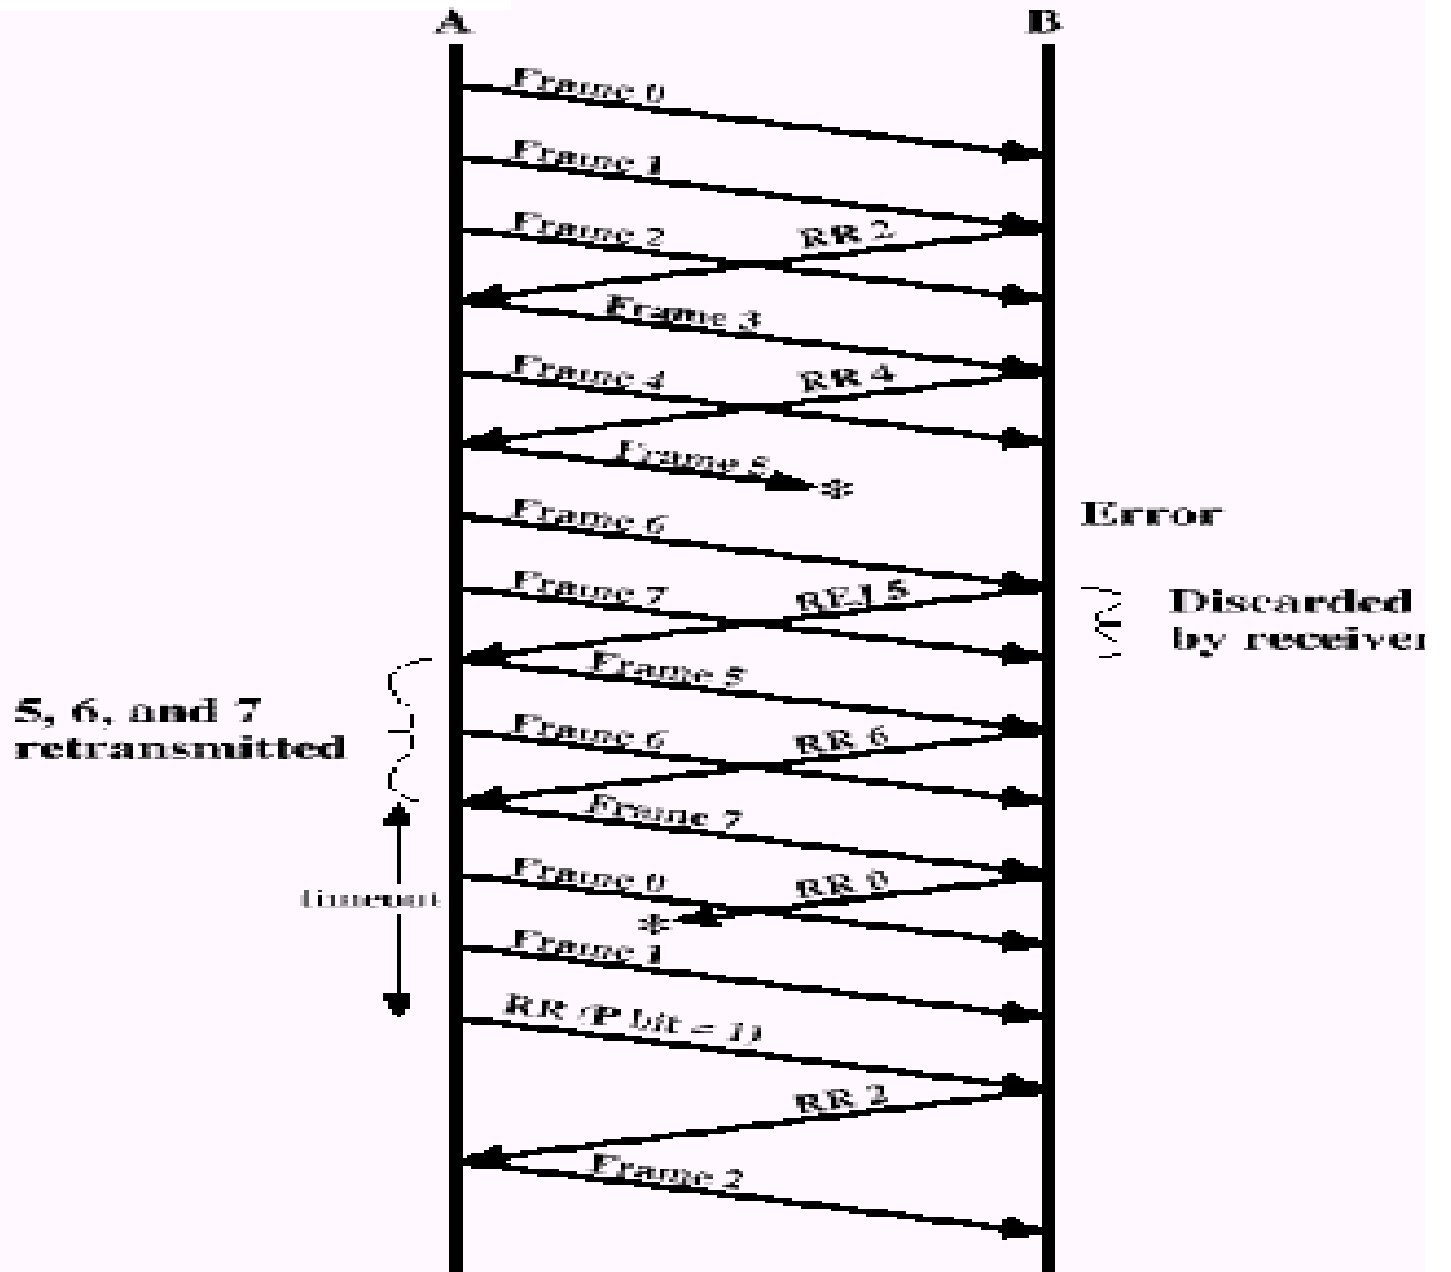 A
B
Frame 0
Frame 1
Frame 2
RR 2
Frame 3
Frame 4
RR 4
Frame 5
*
Frame 6
Error
Frame 7
REJ 5
Discarded
by receiver
Frame 5
5, 6, and 7
retransmitted
Frame 6
RR 6
Frame 7
Frame 0
RR 0
timeout
*
Frame 1
RR (P bit = 1)
RR 2
Frame 2